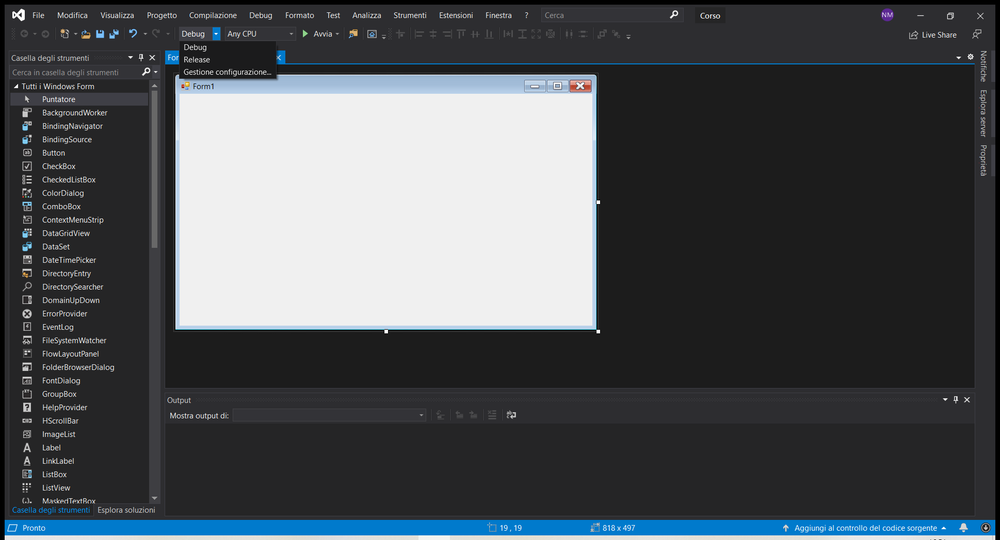 File Modifica Visualizza Progetto Compilazione Debug Formato Test Analizza Strumenti Estensioni Finestra ? Cerca Corso NM
Debug Any CPU Avvia Live Share
Debug
Release
Gestione configurazione...
Casella degli strumenti
Cerca in casella degli strumenti
Tutti i Windows Form
Puntatore
BackgroundWorker
BindingNavigator
BindingSource
Button
CheckBox
CheckedListBox
ColorDialog
ComboBox
ContextMenuStrip
DataGridView
DataSet
DateTimePicker
DirectoryEntry
DirectorySearcher
DomainUpDown
ErrorProvider
EventLog
FileSystemWatcher
FlowLayoutPanel
FolderBrowserDialog
FontDialog
GroupBox
HelpProvider
HScrollBar
ImageList
Label
LinkLabel
ListBox
ListView
MaskedTextBox
Casella degli strumenti Esplora soluzioni
For
Form1
Notifiche
Esplora server
Proprietà
Output
Mostra output di:
Pronto 19 , 19 818 x 497 Aggiungi al controllo del codice sorgente